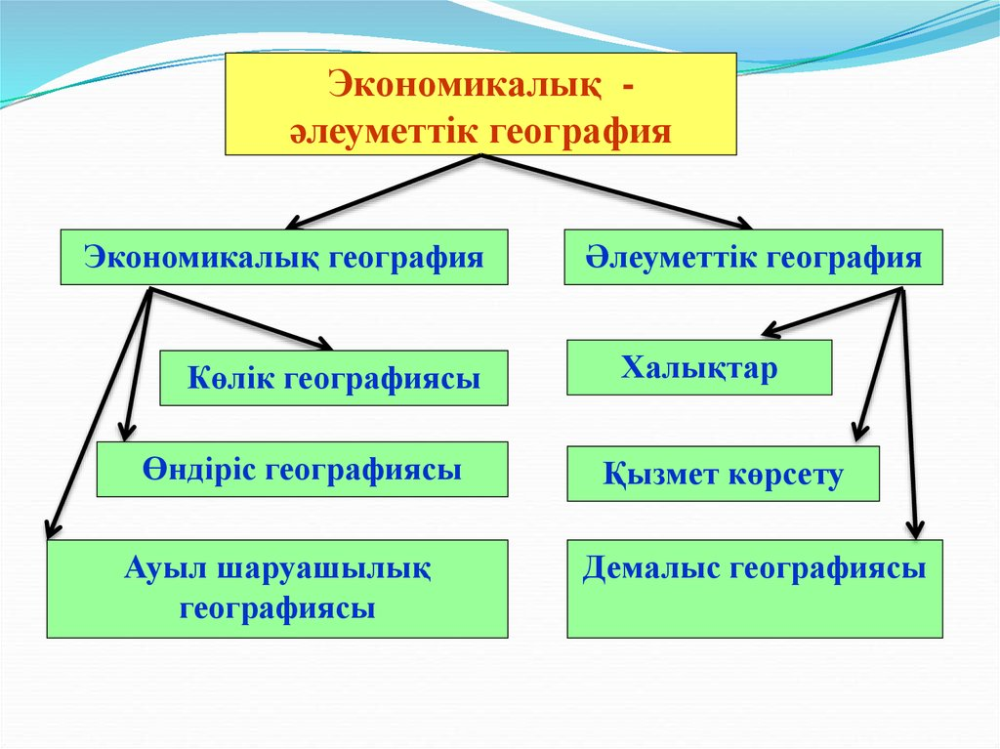 Экономикалық -
әлеуметтік география
Экономикалық география
Әлеуметтік география
Көлік географиясы
Халықтар
Өндіріс географиясы
Қызмет көрсету
Ауыл шаруашылық
географиясы
Демалыс географиясы